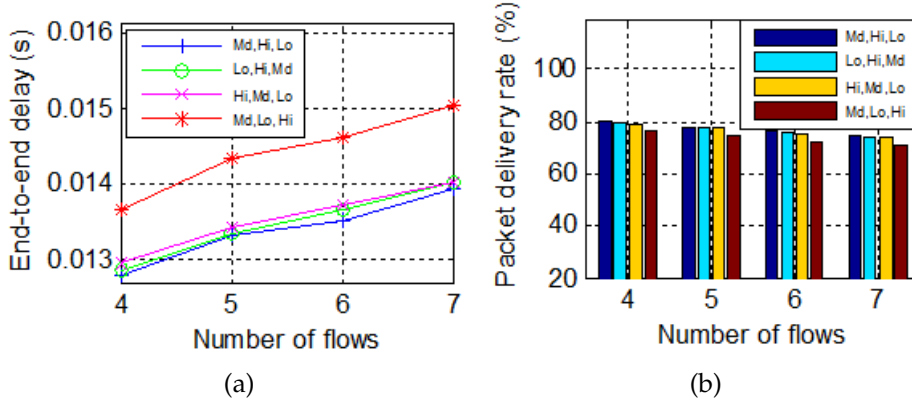 End-to-end delay (s)
0.016
0.015
0.014
0.013
Md,Hi,Lo
Lo,Hi,Md
Hi,Md,Lo
Md,Lo,Hi
4 5 6 7
Number of flows
(a)
Packet delivery rate (%)
100
80
60
40
20
Md,Hi,Lo
Lo,Hi,Md
Hi,Md,Lo
Md,Lo,Hi
4 5 6 7
Number of flows
(b)